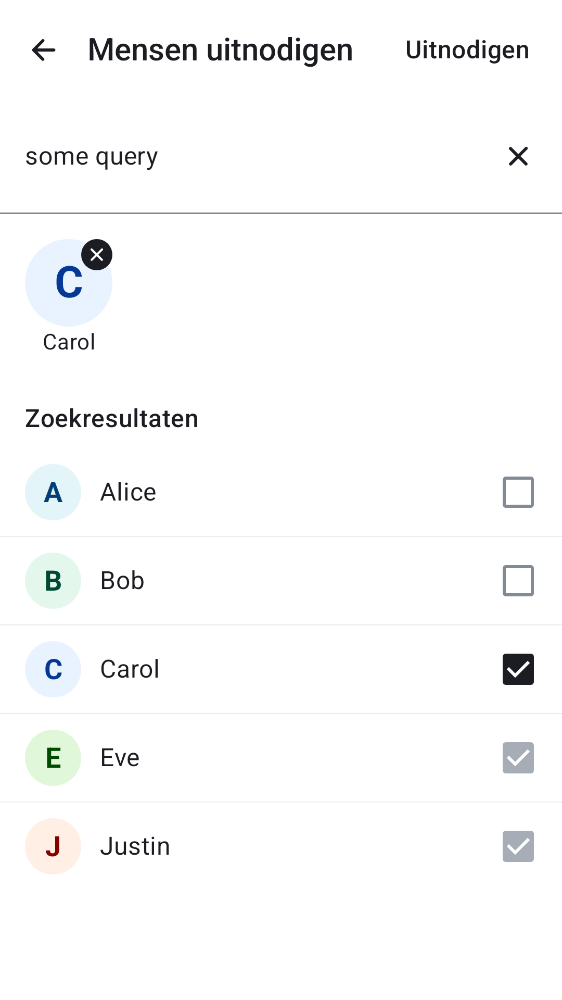 Mensen uitnodigen Uitnodigen
some query
C
Carol
Zoekresultaten
A Alice
B Bob
C Carol
E Eve
J Justin